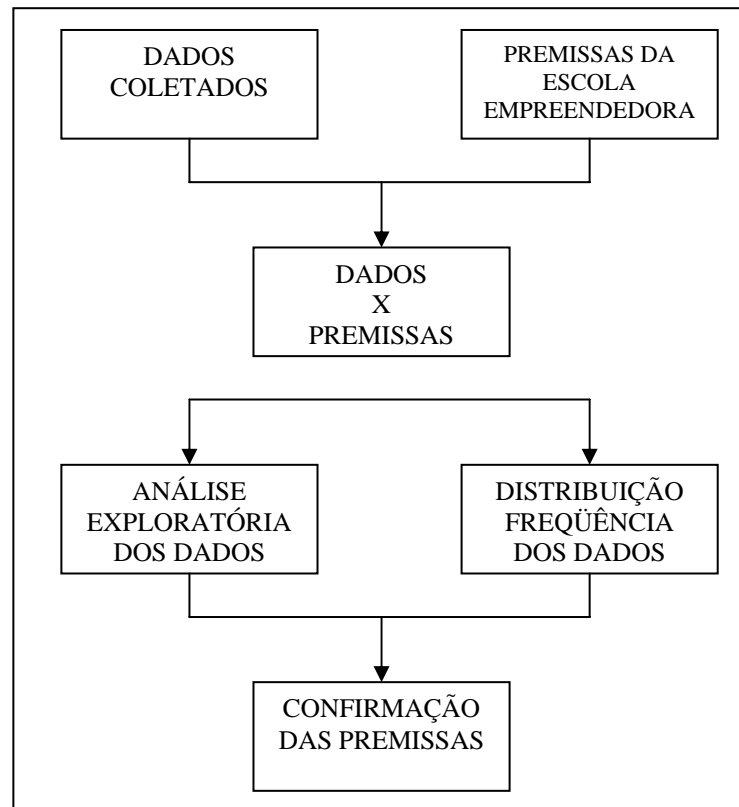 DADOS
COLETADOS
PREMISSAS DA
ESCOLA
EMPREENDEDORA
DADOS
X
PREMISSAS
ANÁLISE
EXPLORATÓRIA
DOS DADOS
DISTRIBUIÇÃO
FREQÜÊNCIA
DOS DADOS
CONFIRMAÇÃO
DAS PREMISSAS